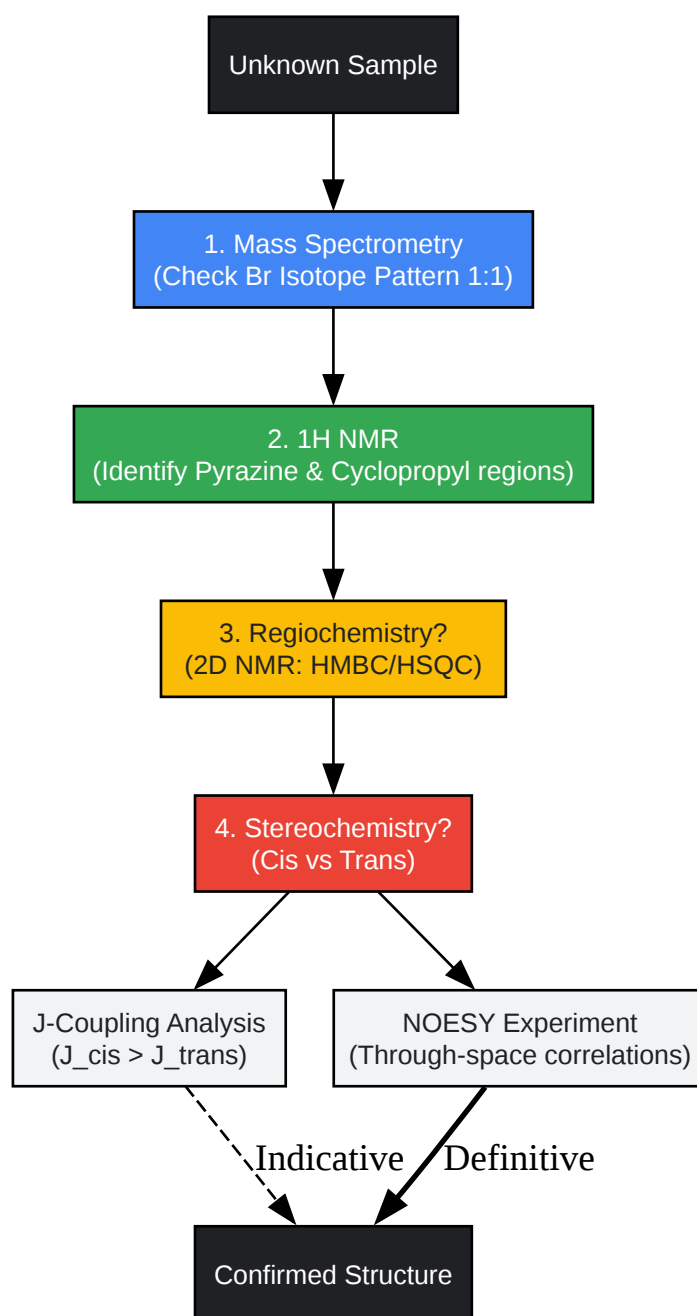 Unknown Sample
1. Mass Spectrometry
(Check Br Isotope Pattern 1:1)
2. 1H NMR
(Identify Pyrazine & Cyclopropyl regions)
3. Regiochemistry?
(2D NMR: HMBC/HSQC)
4. Stereochemistry?
(Cis vs Trans)
J-Coupling Analysis
(J_cis > J_trans)
NOESY Experiment
(Through-space correlations)
Indicative
Definitive
Confirmed Structure